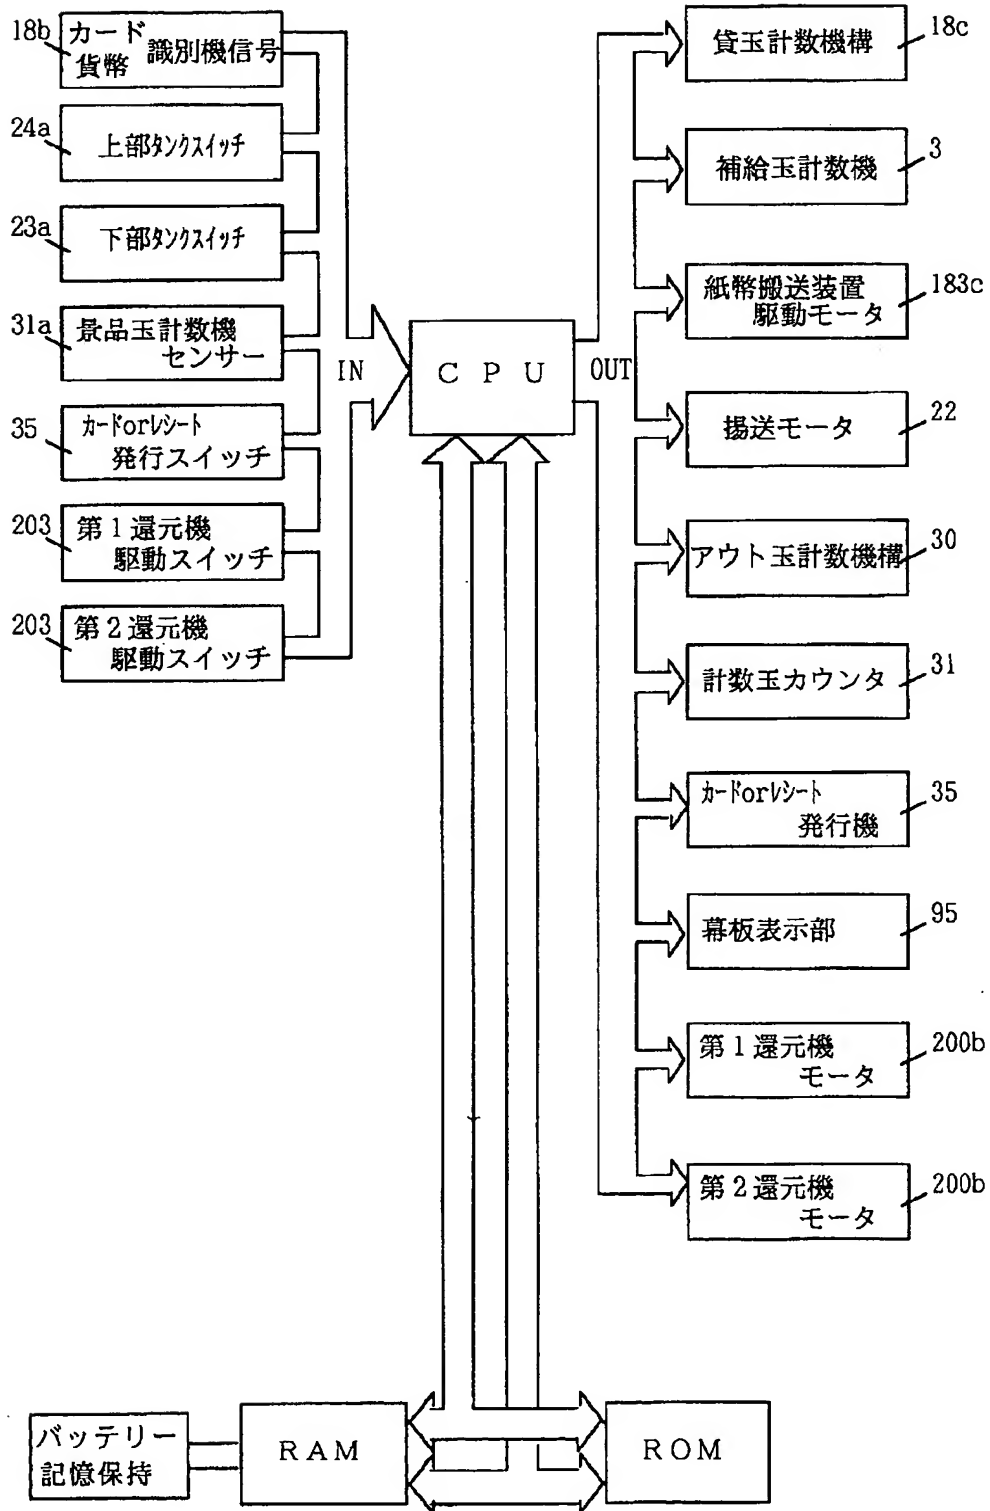 18b
カード
貨幣
識別機信号
24a
上部タンクスイッチ
23a
下部タンクスイッチ
31a
景品玉計数機
センサー
35
カードorレシート
発行スイッチ
203
第1還元機
駆動スイッチ
203
第2還元機
駆動スイッチ
IN
CPU
OUT
貸玉計数機構
18c
補給玉計数機
3
紙幣搬送装置
駆動モータ
183c
揚送モータ
22
アウト玉計数機構
30
計数玉カウンタ
31
カードorレシート
発行機
35
幕板表示部
95
第1還元機
モータ
200b
第2還元機
モータ
200b
バッテリー
記憶保持
RAM
ROM